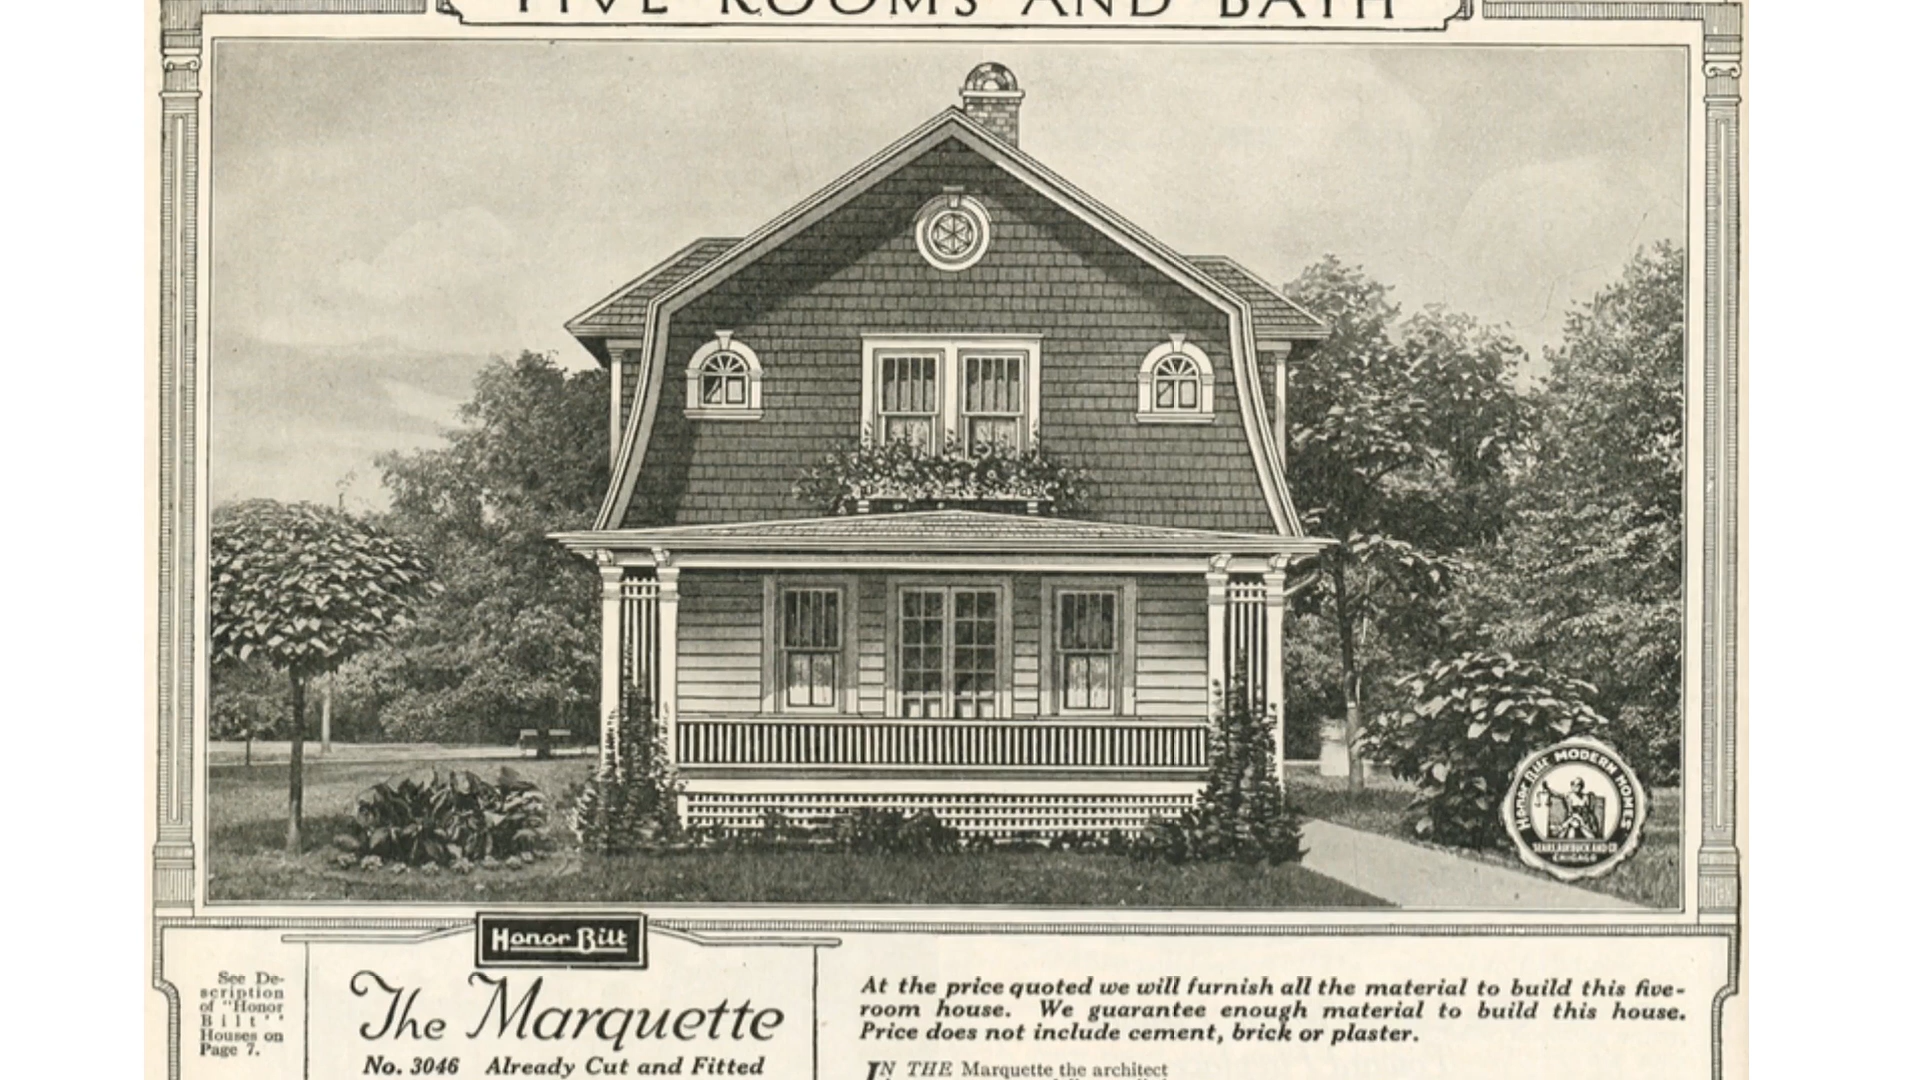 FIVE ROOMS AND BATH
Honor Bilt MODERN HOMES
SEARS, ROEBUCK AND CO.
CHICAGO
Honor Bilt
See De-
scription
of "Honor
Bilt"
Houses on
Page 7.
The Marquette
No. 3046 Already Cut and Fitted
At the price quoted we will furnish all the material to build this five-
room house. We guarantee enough material to build this house.
Price does not include cement, brick or plaster.
IN THE Marquette the architect